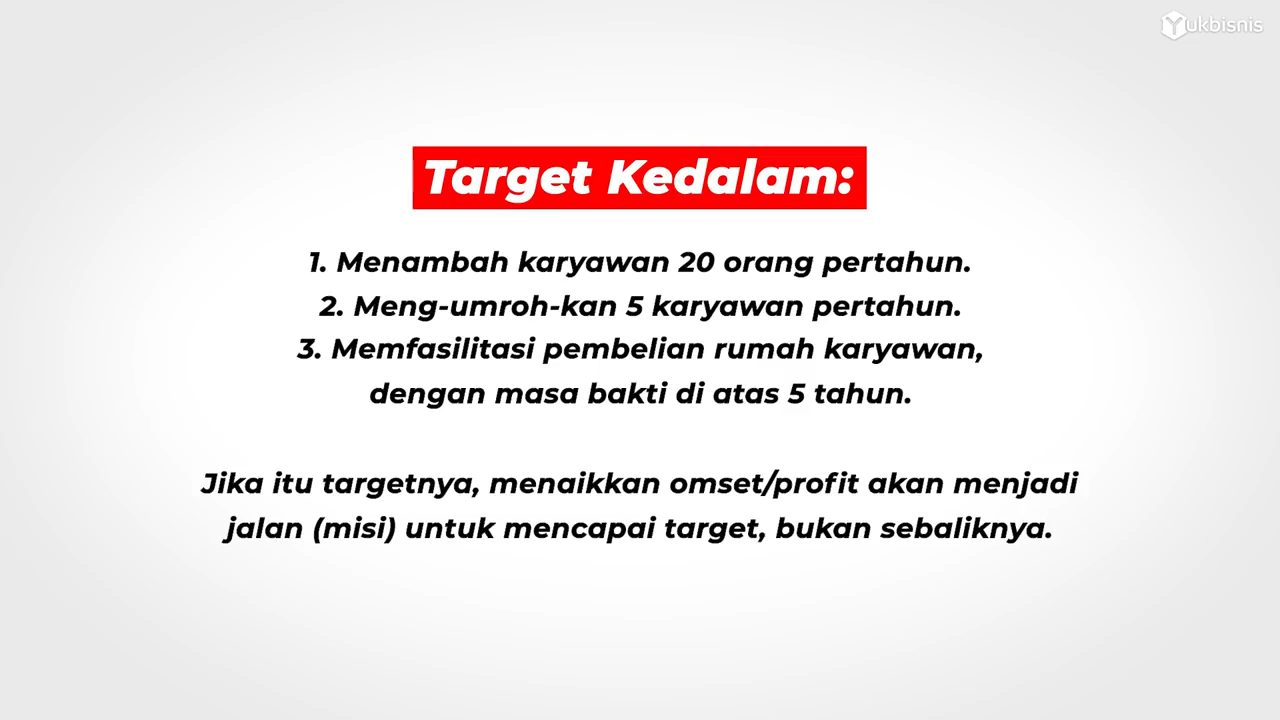 Yukbisnis
Target Kedalam:
1. Menambah karyawan 20 orang pertahun.
2. Meng-umroh-kan 5 karyawan pertahun.
3. Memfasilitasi pembelian rumah karyawan,
dengan masa bakti di atas 5 tahun.
Jika itu targetnya, menaikkan omset/profit akan menjadi
jalan (misi) untuk mencapai target, bukan sebaliknya.